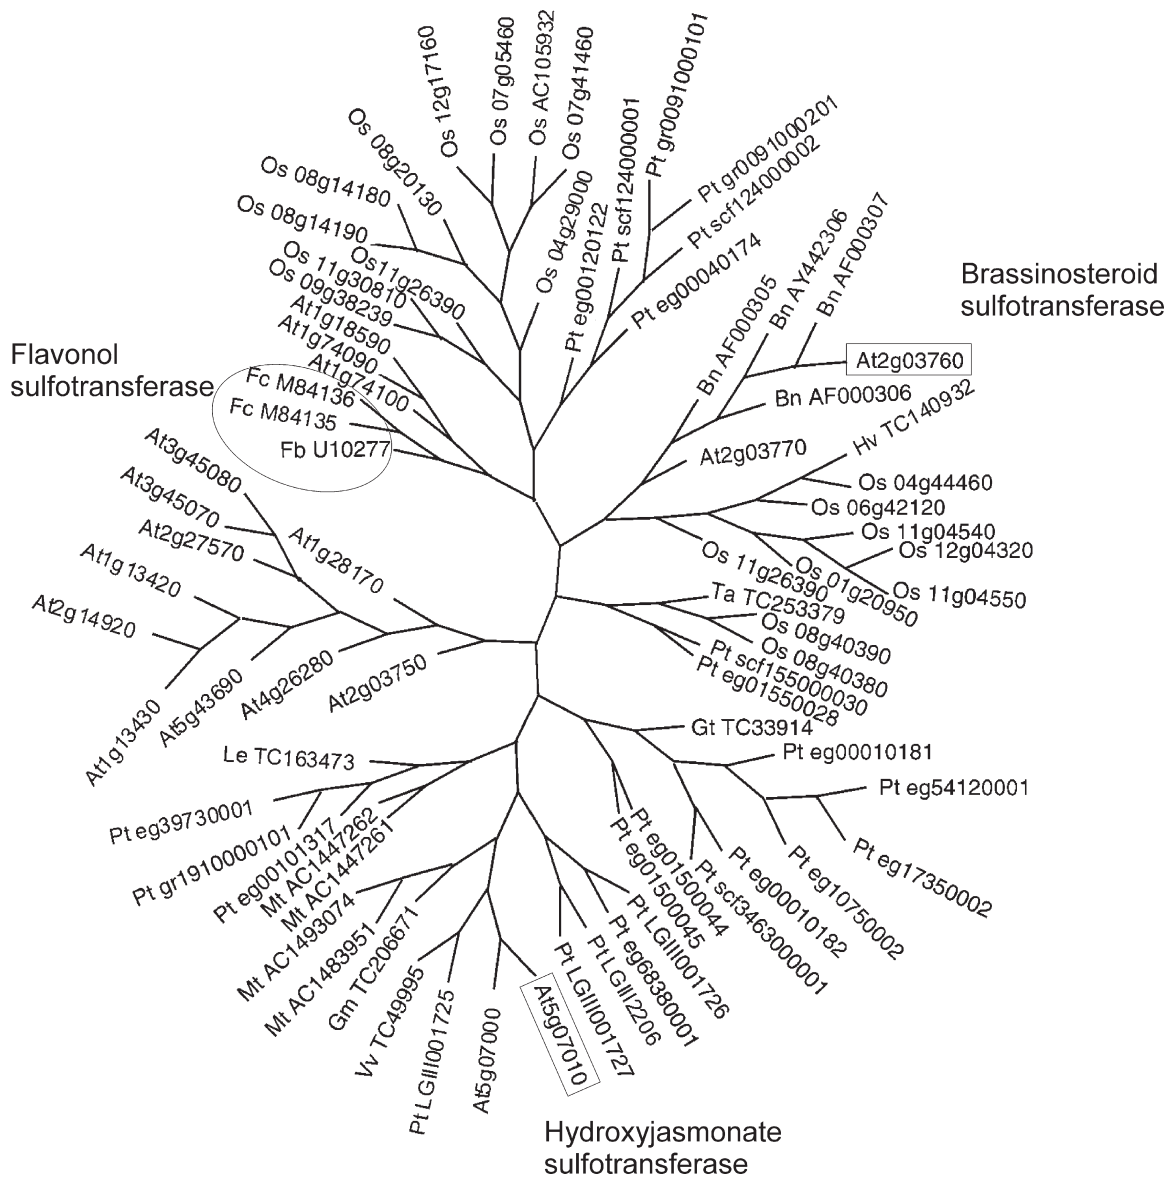 Os 12g17160
Os 07g05460
Os AC105932
Os 07g41460
Pt gr0091000101
Os 08g20130
Os 04g29000
Pt eg00120122
Pt scf124000001
Pt gr0091000201
Pt scf124000002
Pt eg00040174
Os 08g14180
Os 08g14190
Os11g26390
Os 11g30810
Os 09g38239
At1g18590
At1g74090
At1g74100
Bn AF000305
Bn AY442306
Bn AF000307
Brassinosteroid
sulfotransferase
At2g03760
Bn AF000306
Flavonol
sulfotransferase
Fc M84136
Fc M84135
Fb U10277
At2g03770
Hv TC140932
Os 04g44460
Os 06g42120
Os 11g04540
Os 12g04320
Os 11g04550
Os 01g20950
Os 11g26390
At3g45080
At3g45070
At2g27570
At1g28170
At1g13420
At2g14920
At1g13430
At5g43690
At4g26280
At2g03750
Ta TC253379
Os 08g40390
Os 08g40380
Pt scf155000030
Pt eg01550028
Gt TC33914
Pt eg00010181
Pt eg54120001
Pt eg17350002
Pt eg10750002
Pt eg00010182
Pt scf3463000001
Pt eg01500044
Pt eg01500045
Le TC163473
Pt eg39730001
Pt gr1910000101
Pt eg00101317
Mt AC1447262
Mt AC1447261
Mt AC1493074
Mt AC1483951
Gm TC206671
Vv TC49995
Pt LGIII001725
At5g07000
At5g07010
Pt LGIII001727
Pt LGIII2206
Pt eg68380001
Pt LGIII001726
Hydroxyjasmonate
sulfotransferase